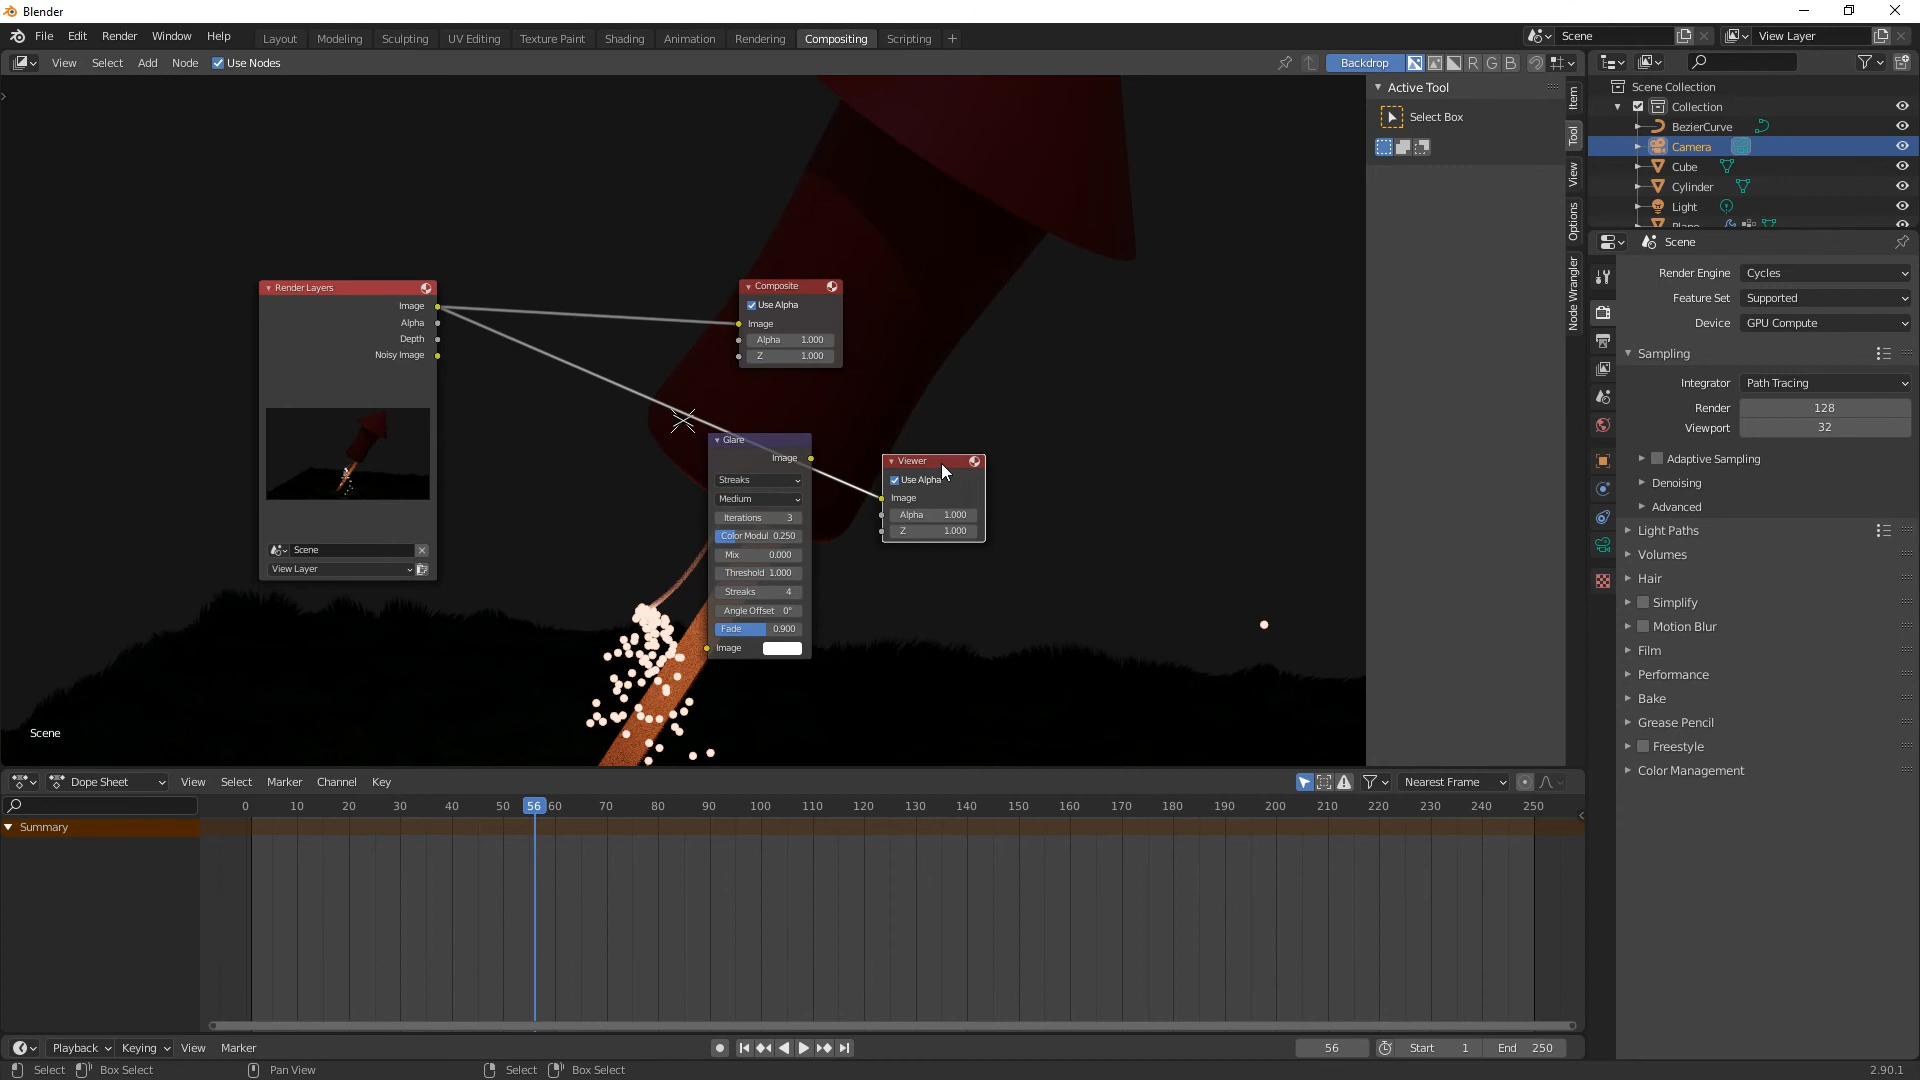 Blender
File Edit Render Window Help Layout Modeling Sculpting UV Editing Texture Paint Shading Animation Rendering Compositing Scripting + Scene View Layer
View Select Add Node Use Nodes Backdrop R G B
Active Tool
Select Box
Item
Tool
View
Options
Node Wrangler
Scene Collection
Collection
BezierCurve
Camera
Cube
Cylinder
Light
Plane
Scene
Render Engine Cycles
Feature Set Supported
Device GPU Compute
Sampling
Integrator Path Tracing
Render 128
Viewport 32
Adaptive Sampling
Denoising
Advanced
Light Paths
Volumes
Hair
Simplify
Motion Blur
Film
Performance
Bake
Grease Pencil
Freestyle
Color Management
Render Layers
Image
Alpha
Depth
Noisy Image
Scene
View Layer
Composite
Use Alpha
Image
Alpha 1.000
Z 1.000
Glare
Image
Streaks
Medium
Iterations 3
Color Modul 0.250
Mix 0.000
Threshold 1.000
Streaks 4
Angle Offset 0°
Fade 0.900
Image
Viewer
Use Alpha
Image
Alpha 1.000
Z 1.000
Scene
Dope Sheet View Select Marker Channel Key Nearest Frame
0 10 20 30 40 50 56 60 70 80 90 100 110 120 130 140 150 160 170 180 190 200 210 220 230 240 250
Summary
Playback Keying View Marker 56 Start 1 End 250
Select Box Select Pan View Select Box Select 2.90.1